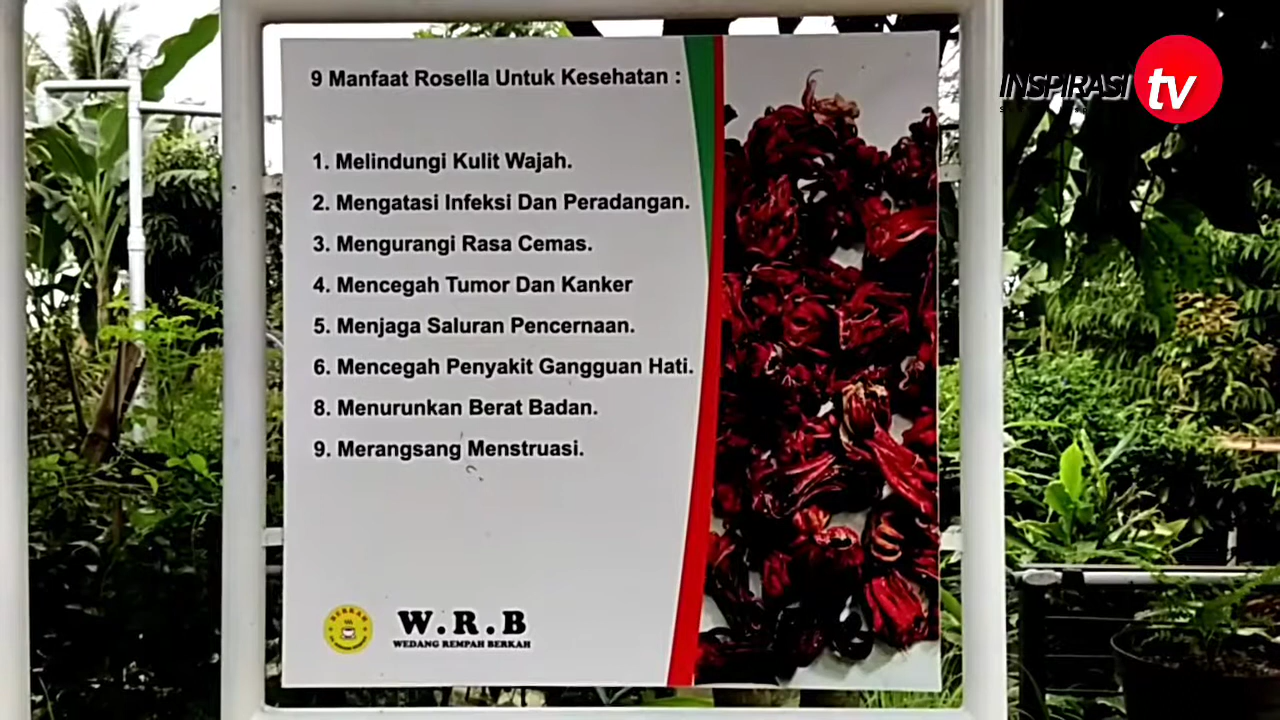 9 Manfaat Rosella Untuk Kesehatan :
1. Melindungi Kulit Wajah.
2. Mengatasi Infeksi Dan Peradangan.
3. Mengurangi Rasa Cemas.
4. Mencegah Tumor Dan Kanker
5. Menjaga Saluran Pencernaan.
6. Mencegah Penyakit Gangguan Hati.
8. Menurunkan Berat Badan.
9. Merangsang Menstruasi.
BERKAH
W.R.B
WEDANG REMPAH BERKAH
INSPIRASI tv